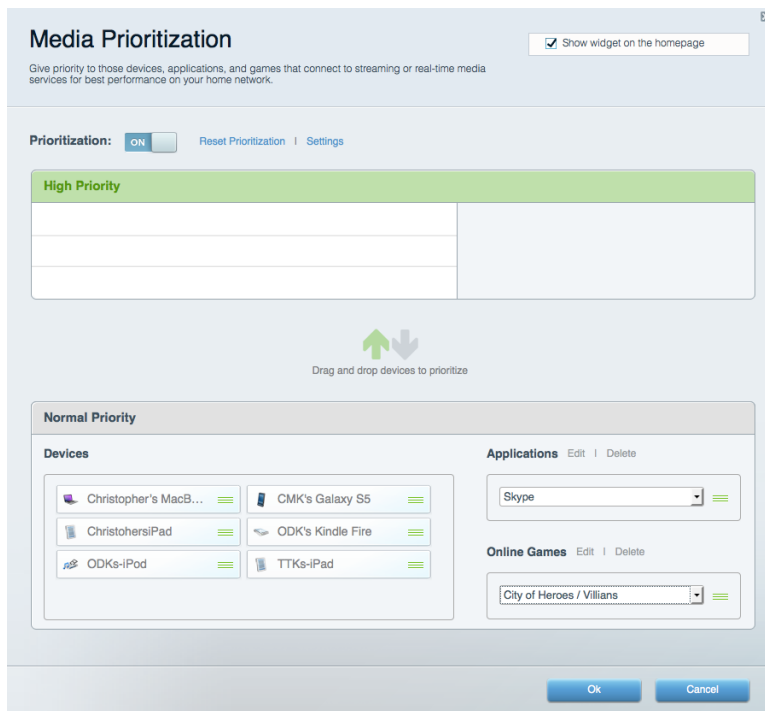 Media Prioritization
Show widget on the homepage
Give priority to those devices, applications, and games that connect to streaming or real-time media
services for best performance on your home network.
Prioritization: ON Reset Prioritization | Settings
High Priority
Drag and drop devices to prioritize
Normal Priority
Devices
Christopher's MacB...
CMK's Galaxy S5
ChristohersiPad
ODK's Kindle Fire
ODKs-iPod
TTKs-iPad
Applications Edit | Delete
Skype
Online Games Edit | Delete
City of Heroes / Villians
Ok
Cancel